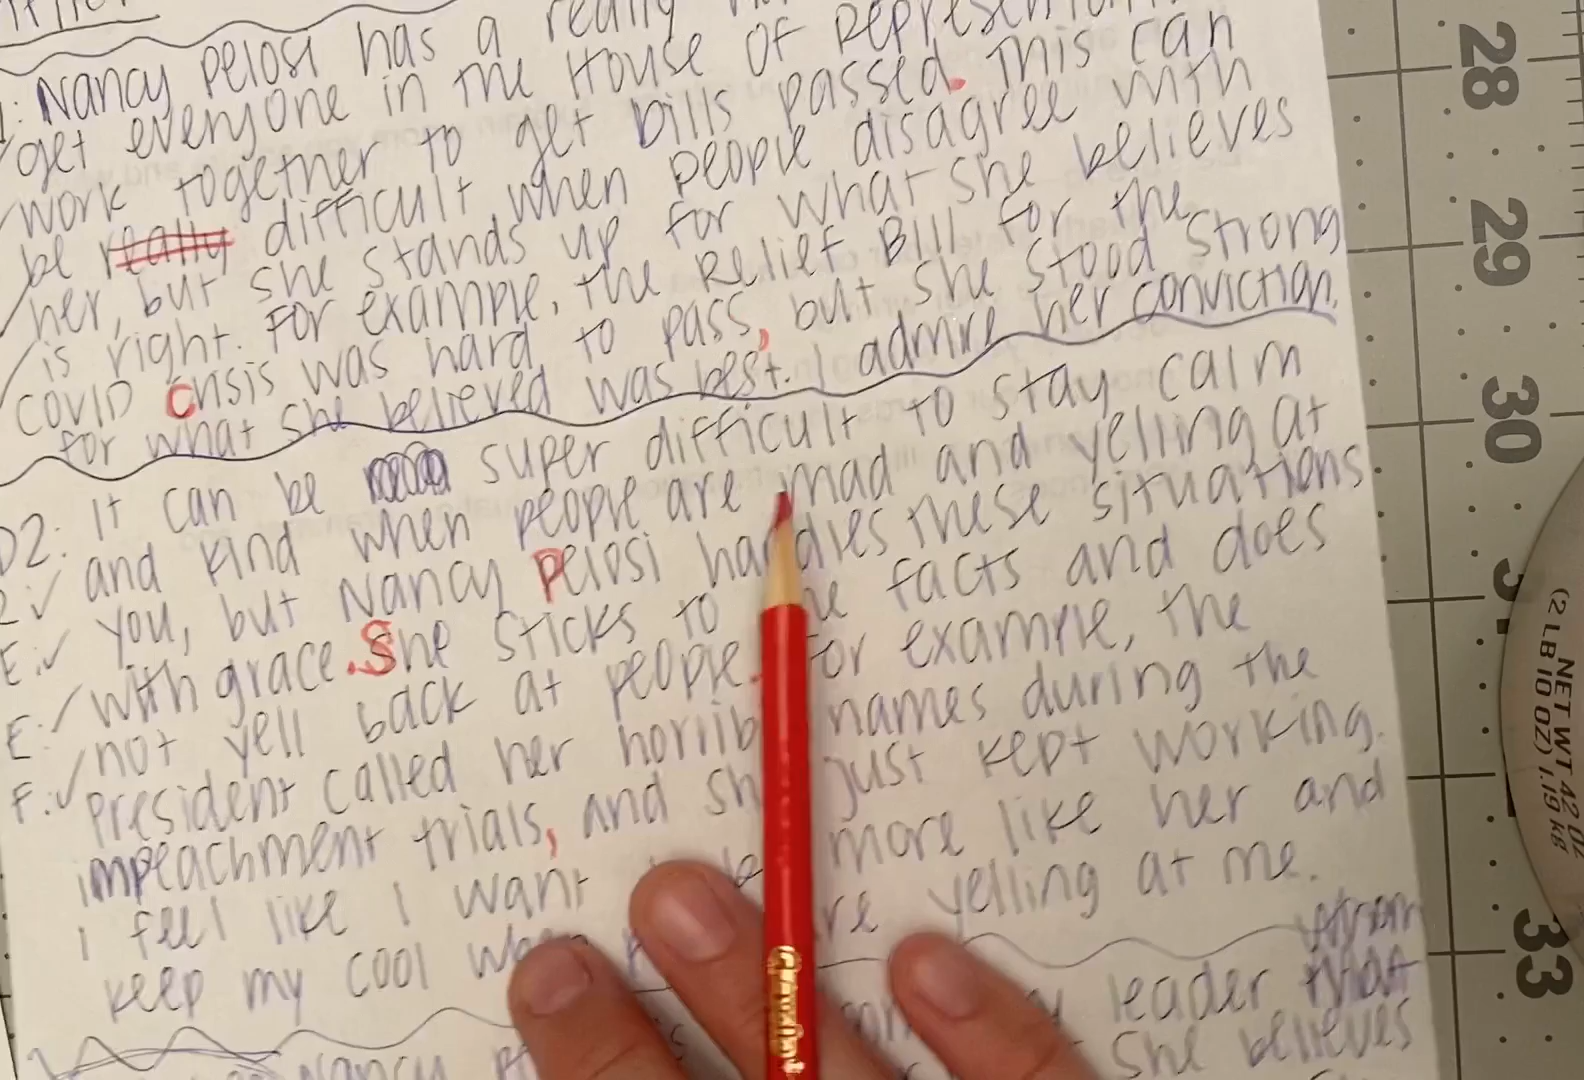 1: Nancy Pelosi has a really
get everyone in the House of Represent
work together to get bills passed. This can
be really difficult when people disagree with
her, but she stands up for what she believes
is right. For example, the Relief Bill for the
COVID Crisis was hard to pass, but she stood strong
for what she believed was best. I admire her conviction.
D2: It can be super difficult to stay calm
and kind when people are mad and yelling at
E: you, but Nancy Pelosi handles these situations
E: with grace. She sticks to the facts and does
F: not yell back at people. For example, the
president called her horrible names during the
impeachment trials, and she just kept working.
I feel like I want be more like her and
keep my cool when are yelling at me.
Nancy leader that
she believes
28
29
30
33
NET WT 42 OZ
(2 LB 10 OZ) 1.19 kg
Crayola